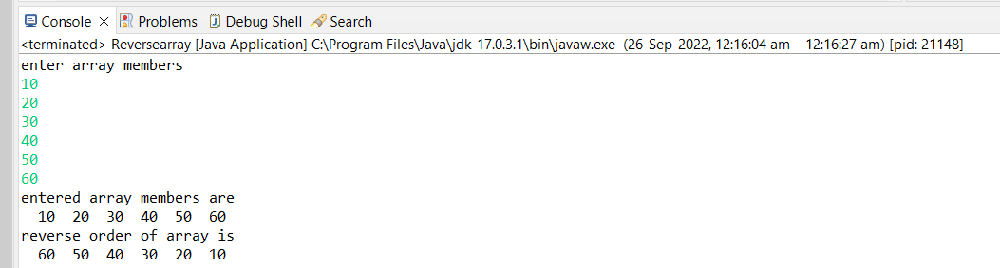 Console Problems Debug Shell Search
<terminated> Reversearray [Java Application] C:\Program Files\Java\jdk-17.0.3.1\bin\javaw.exe (26-Sep-2022, 12:16:04 am – 12:16:27 am) [pid: 21148]
enter array members
10
20
30
40
50
60
entered array members are
10 20 30 40 50 60
reverse order of array is
60 50 40 30 20 10